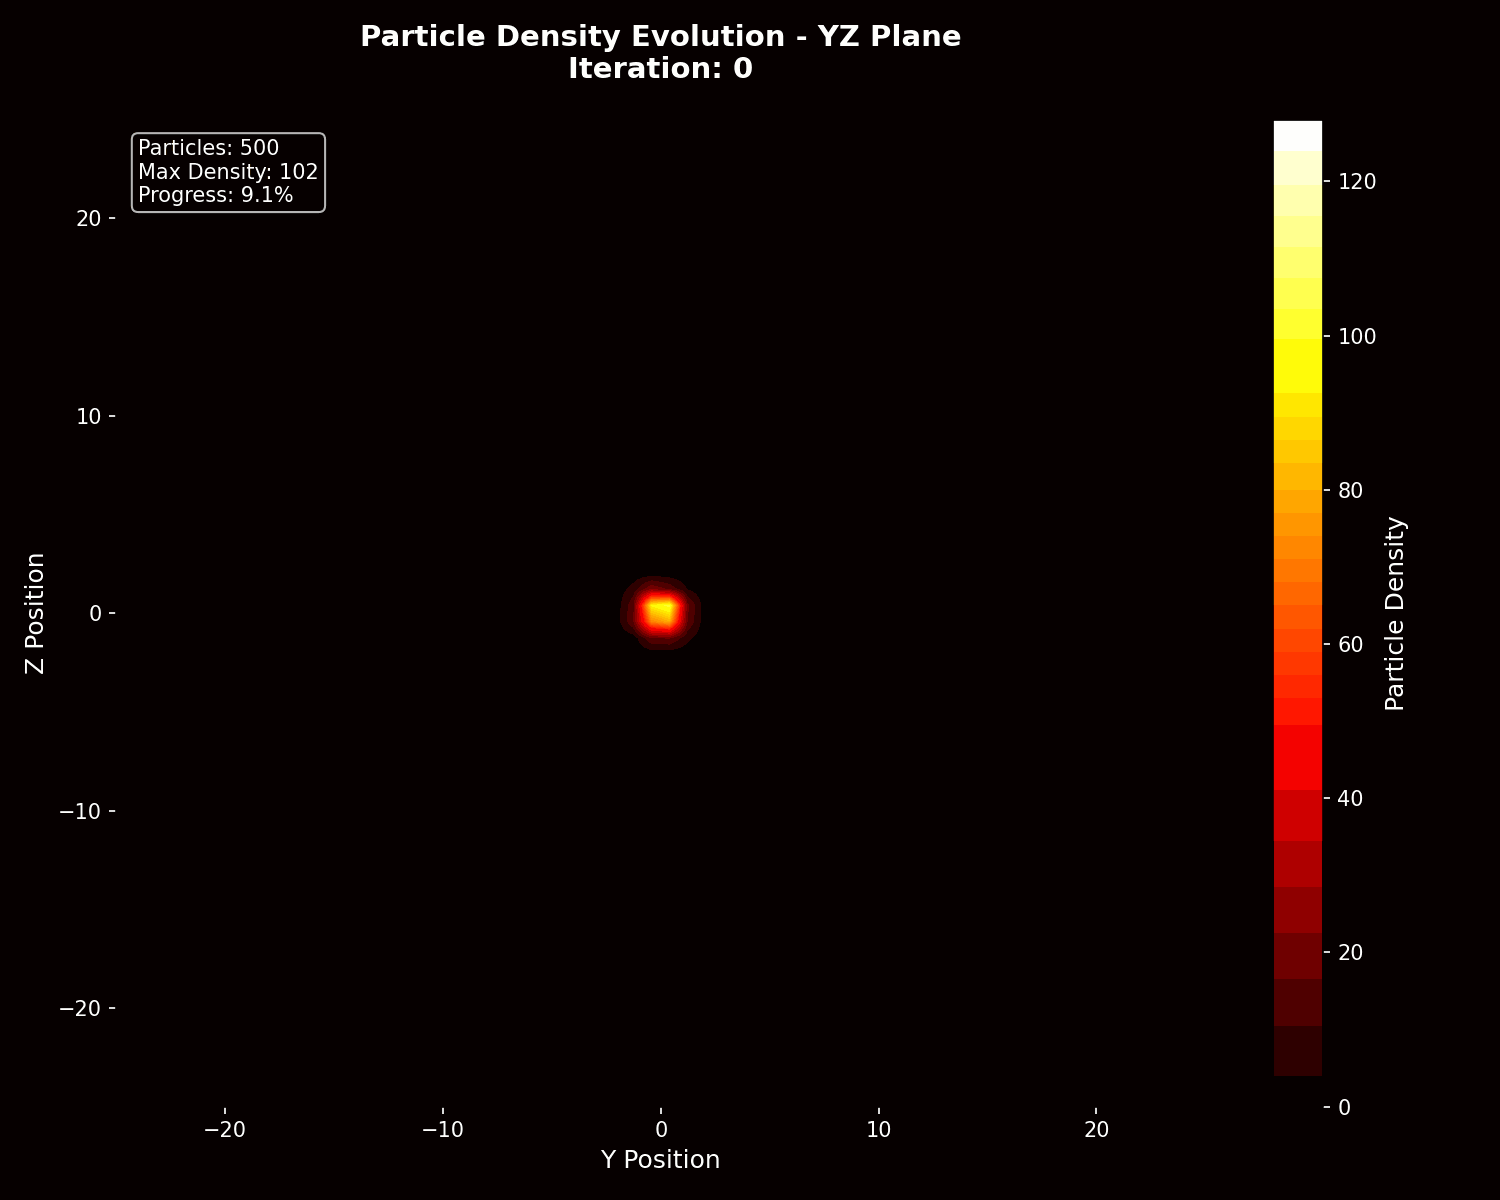 Particle Density Evolution - YZ Plane
Iteration: 0
Particles: 500
Max Density: 102
Progress: 9.1%
20
10
0
−10
−20
Z Position
−20
−10
0
10
20
Y Position
120
100
80
60
40
20
0
Particle Density